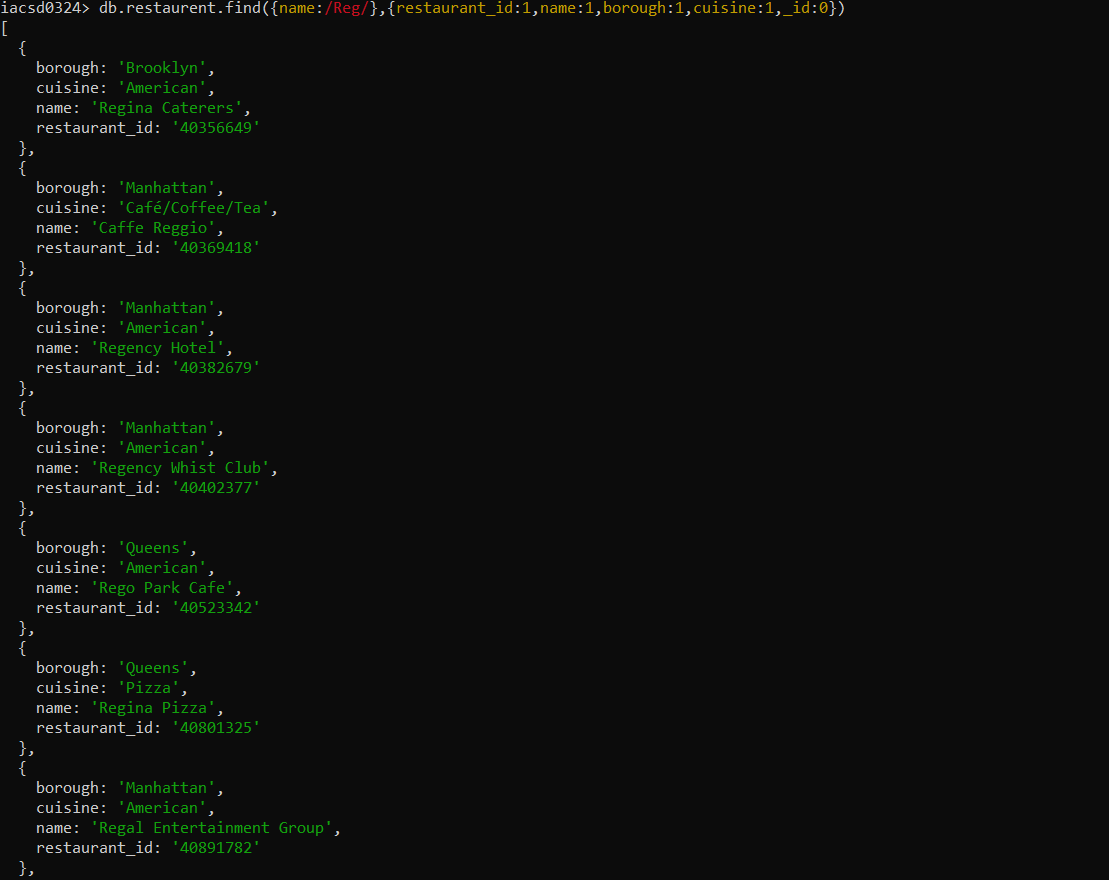 iacsd0324> db.restaurent.find({name:/Reg/},{restaurant_id:1,name:1,borough:1,cuisine:1,_id:0})
[
  {
    borough: 'Brooklyn',
    cuisine: 'American',
    name: 'Regina Caterers',
    restaurant_id: '40356649'
  },
  {
    borough: 'Manhattan',
    cuisine: 'Café/Coffee/Tea',
    name: 'Caffe Reggio',
    restaurant_id: '40369418'
  },
  {
    borough: 'Manhattan',
    cuisine: 'American',
    name: 'Regency Hotel',
    restaurant_id: '40382679'
  },
  {
    borough: 'Manhattan',
    cuisine: 'American',
    name: 'Regency Whist Club',
    restaurant_id: '40402377'
  },
  {
    borough: 'Queens',
    cuisine: 'American',
    name: 'Rego Park Cafe',
    restaurant_id: '40523342'
  },
  {
    borough: 'Queens',
    cuisine: 'Pizza',
    name: 'Regina Pizza',
    restaurant_id: '40801325'
  },
  {
    borough: 'Manhattan',
    cuisine: 'American',
    name: 'Regal Entertainment Group',
    restaurant_id: '40891782'
  },